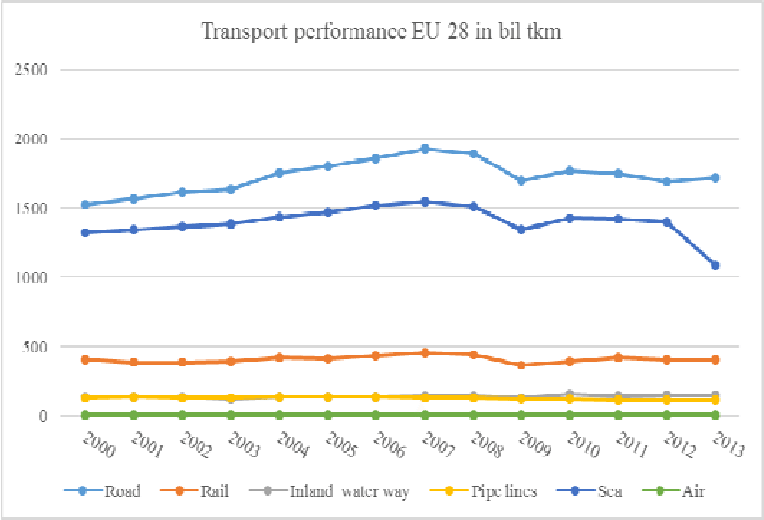 Transport performance EU 28 in bil tkm
2500
2000
1500
1000
500
0
2000 2001 2002 2003 2004 2005 2006 2007 2008 2009 2010 2011 2012 2013
Road Rail Inland water way Pipe lines Sea Air